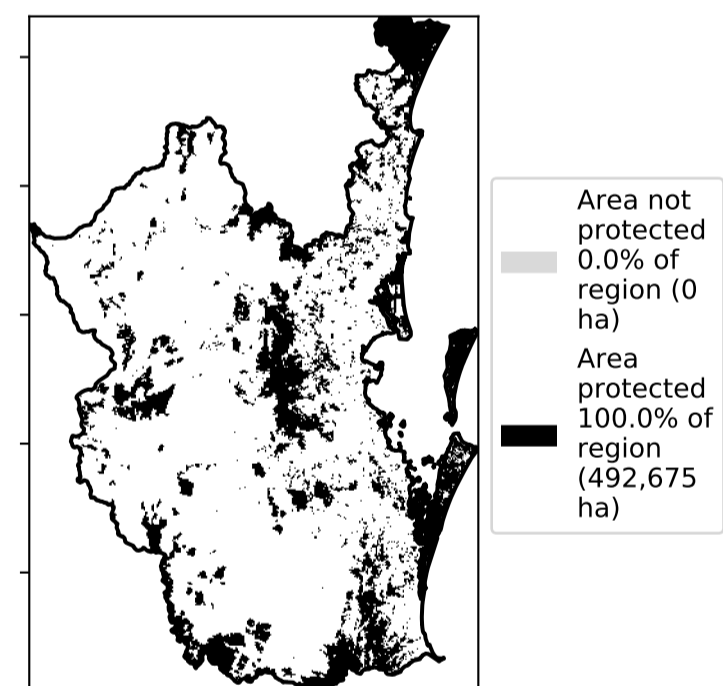 Area not
protected
0.0% of
region (0
ha)
Area
protected
100.0% of
region
(492,675
ha)